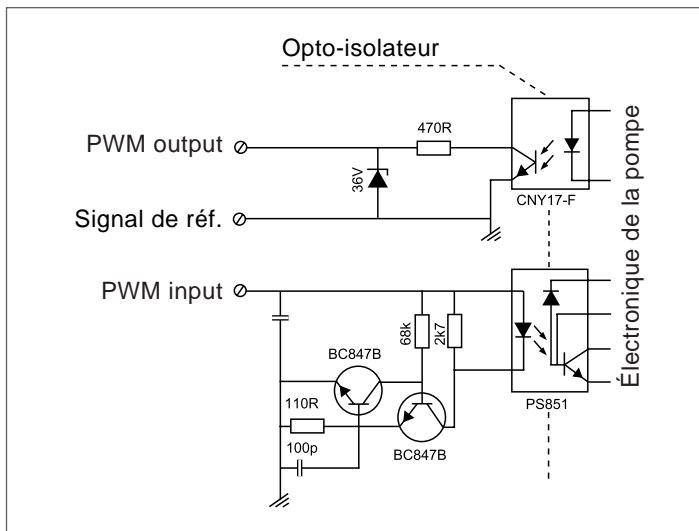 Opto-isolateur
470R
PWM output
36V
CNY17-F
Signal de réf.
PWM input
68k
2k7
BC847B
110R
PS851
100p
BC847B
Électronique de la pompe